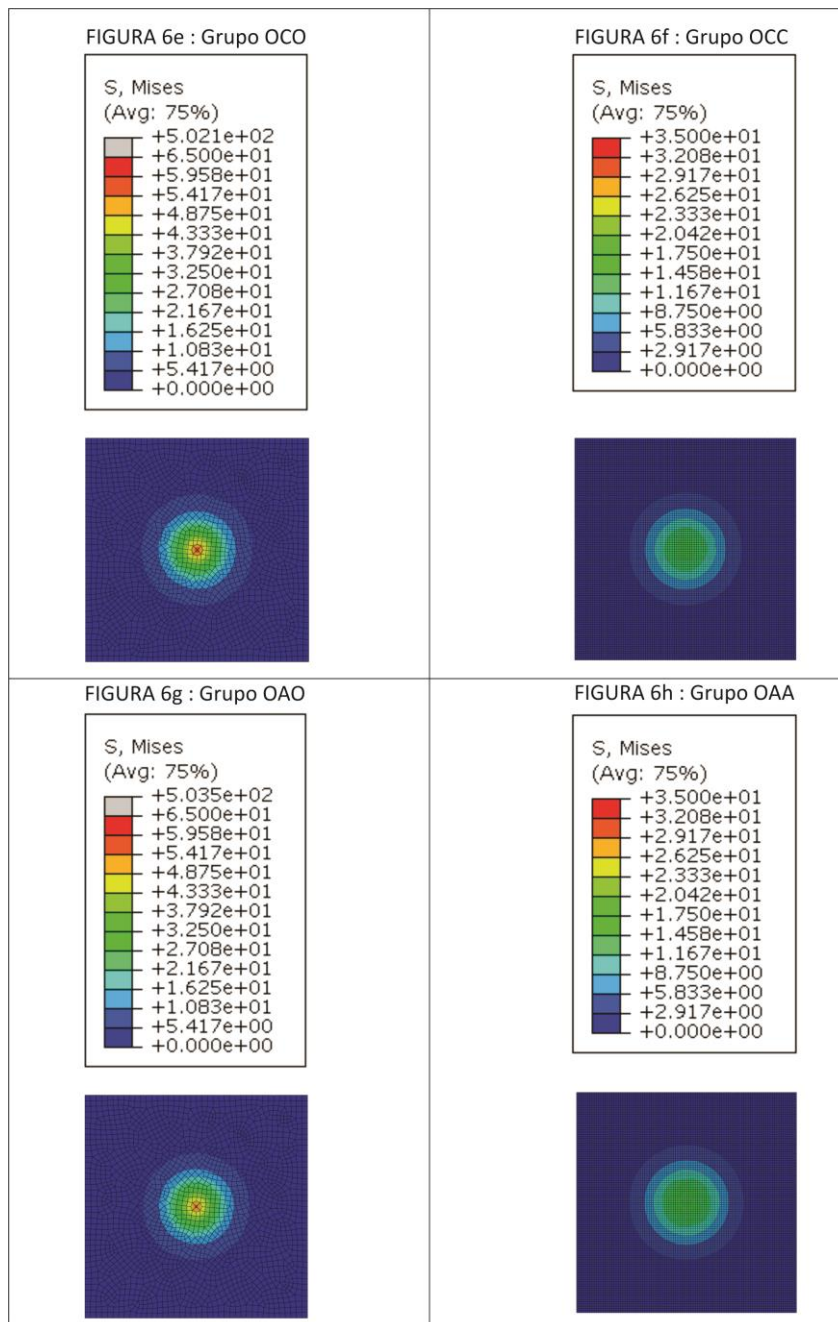 FIGURA 6e : Grupo OCO
S, Mises
(Avg: 75%)
+5.021e+02
+6.500e+01
+5.958e+01
+5.417e+01
+4.875e+01
+4.333e+01
+3.792e+01
+3.250e+01
+2.708e+01
+2.167e+01
+1.625e+01
+1.083e+01
+5.417e+00
+0.000e+00
FIGURA 6f : Grupo OCC
S, Mises
(Avg: 75%)
+3.500e+01
+3.208e+01
+2.917e+01
+2.625e+01
+2.333e+01
+2.042e+01
+1.750e+01
+1.458e+01
+1.167e+01
+8.750e+00
+5.833e+00
+2.917e+00
+0.000e+00
FIGURA 6g : Grupo OAO
S, Mises
(Avg: 75%)
+5.035e+02
+6.500e+01
+5.958e+01
+5.417e+01
+4.875e+01
+4.333e+01
+3.792e+01
+3.250e+01
+2.708e+01
+2.167e+01
+1.625e+01
+1.083e+01
+5.417e+00
+0.000e+00
FIGURA 6h : Grupo OAA
S, Mises
(Avg: 75%)
+3.500e+01
+3.208e+01
+2.917e+01
+2.625e+01
+2.333e+01
+2.042e+01
+1.750e+01
+1.458e+01
+1.167e+01
+8.750e+00
+5.833e+00
+2.917e+00
+0.000e+00